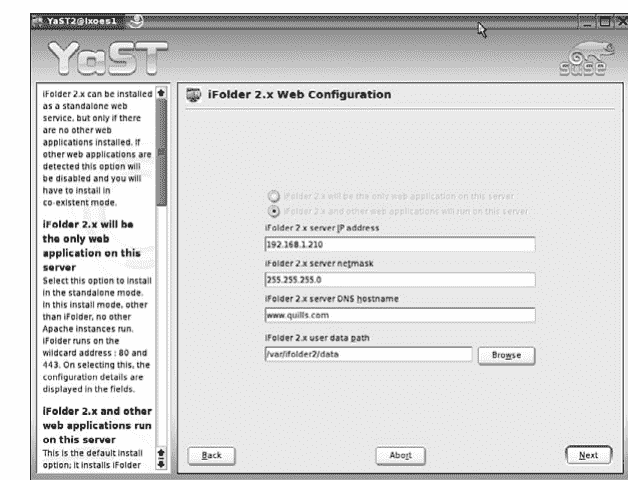 YaST2@lxoes1
YaST
suse
iFolder 2.x can be installed
as a standalone web
service, but only if there
are no other web
applications installed. If
other web applications are
detected this option will
be disabled and you will
have to install in
co-existent mode.
iFolder 2.x will be
the only web
application on this
server
Select this option to install
in the standalone mode.
In this install mode, other
than iFolder, no other
Apache instances run.
iFolder runs on the
wildcard address : 80 and
443. On selecting this, the
configuration details are
displayed in the fields.
iFolder 2.x and other
web applications run
on this server
This is the default install
option; it installs iFolder
iFolder 2.x Web Configuration
iFolder 2.x will be the only web application on this server
iFolder 2.x and other web applications will run on this server
iFolder 2.x server IP address
192.168.1.210
iFolder 2.x server netmask
255.255.255.0
iFolder 2.x server DNS hostname
www.quills.com
iFolder 2.x user data path
/var/ifolder2/data
Browse
Back
Abort
Next